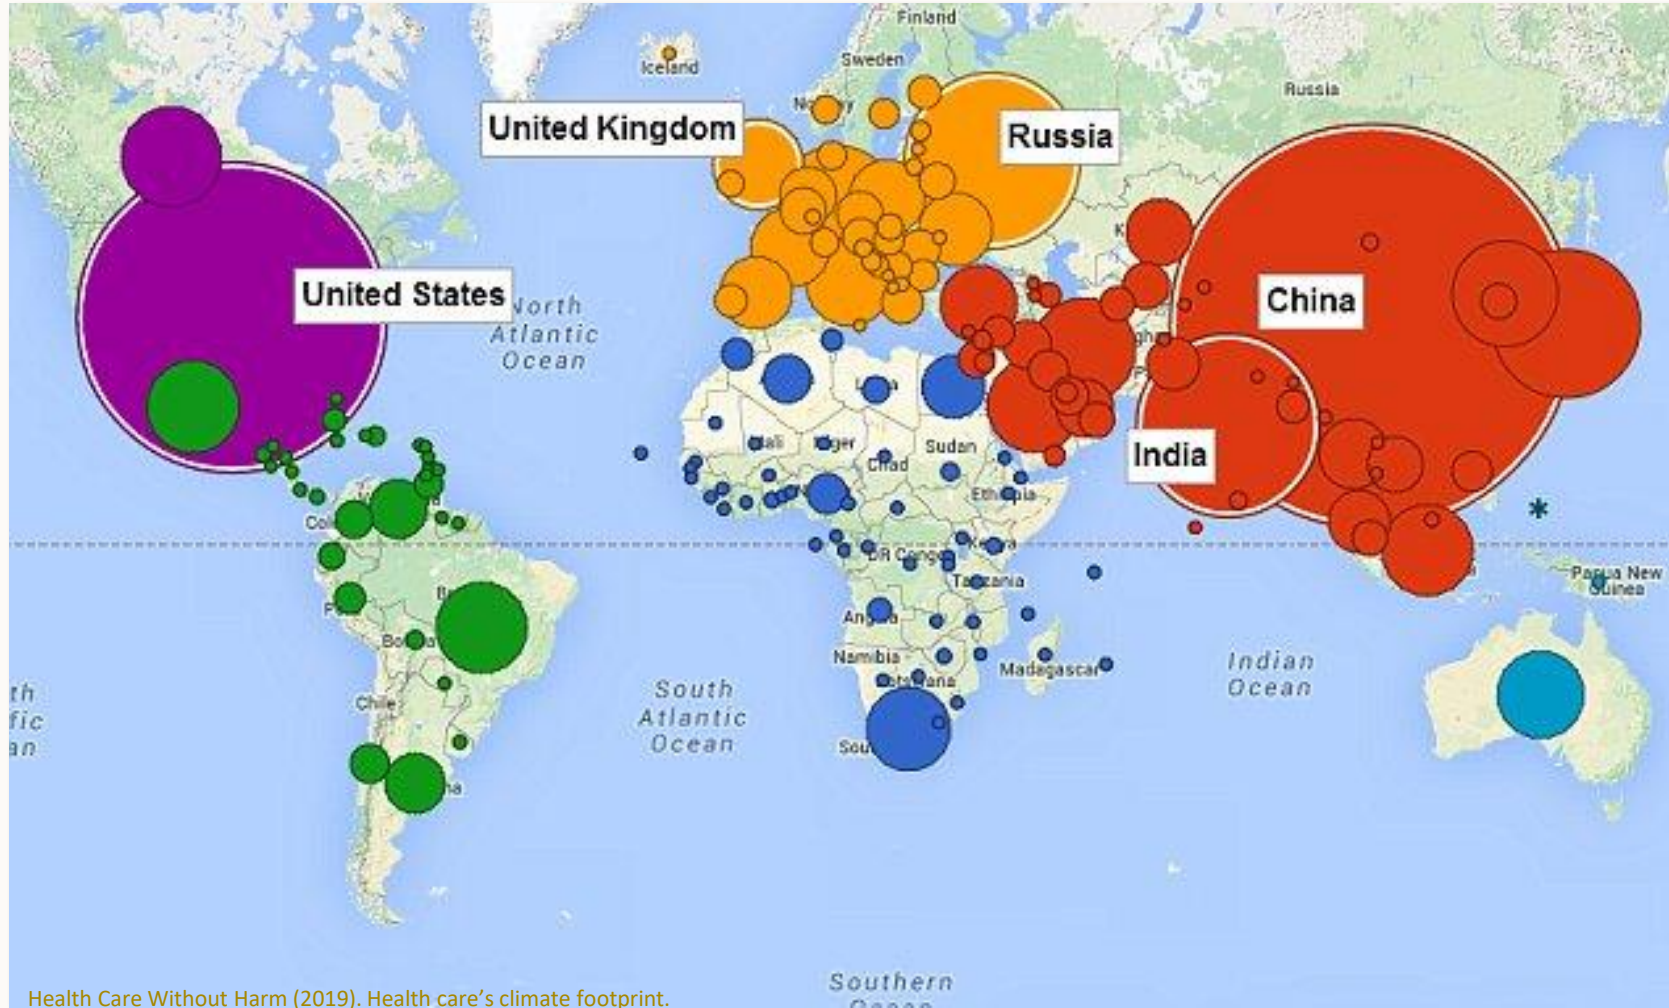 Finland
Iceland
Sweden
Russia
United Kingdom
Russia
United States
North
Atlantic
Ocean
China
India
Niger
Sudan
Chad
DR Congo
Tanzania
Papua New
Guinea
Namibia
Madagascar
Indian
Ocean
South
Atlantic
Ocean
Chile
Southern
Health Care Without Harm (2019). Health care's climate footprint.